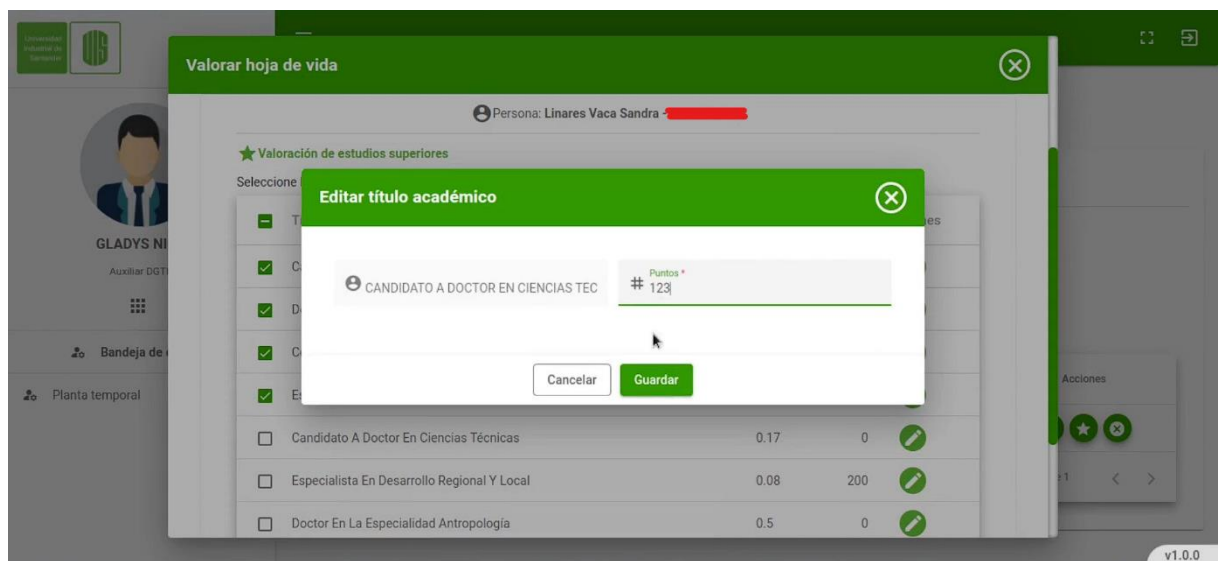 Universidad
Industrial de
Santander
UIS
Valorar hoja de vida
Persona: Linares Vaca Sandra -
Valoración de estudios superiores
Seleccione
Editar título académico
CANDIDATO A DOCTOR EN CIENCIAS TEC
Puntos *
123
Cancelar
Guardar
GLADYS NI
Auxiliar DGT
Bandeja de
Planta temporal
Candidato A Doctor En Ciencias Técnicas 0.17 0
Especialista En Desarrollo Regional Y Local 0.08 200
Doctor En La Especialidad Antropología 0.5 0
Acciones
v1.0.0